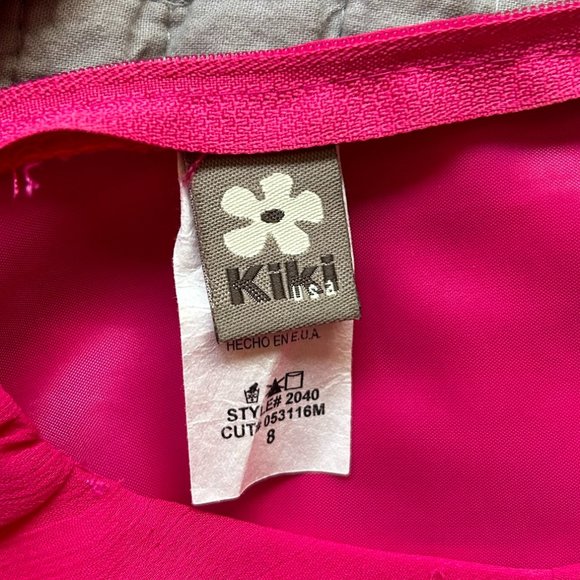 Kiki
usa
HECHO EN E.U.A.
STYLE# 2040
CUT# 053116M
8